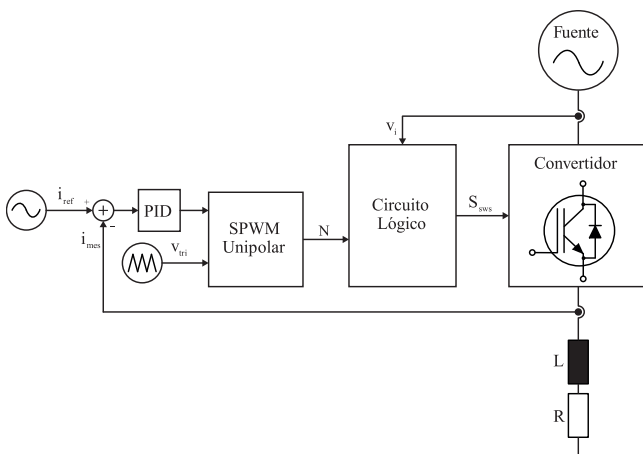 Fuente
v_i
Convertidor
i_ref
+
PID
SPWM
Unipolar
N
Circuito
Lógico
S_sws
-
i_mes
v_tri
L
R